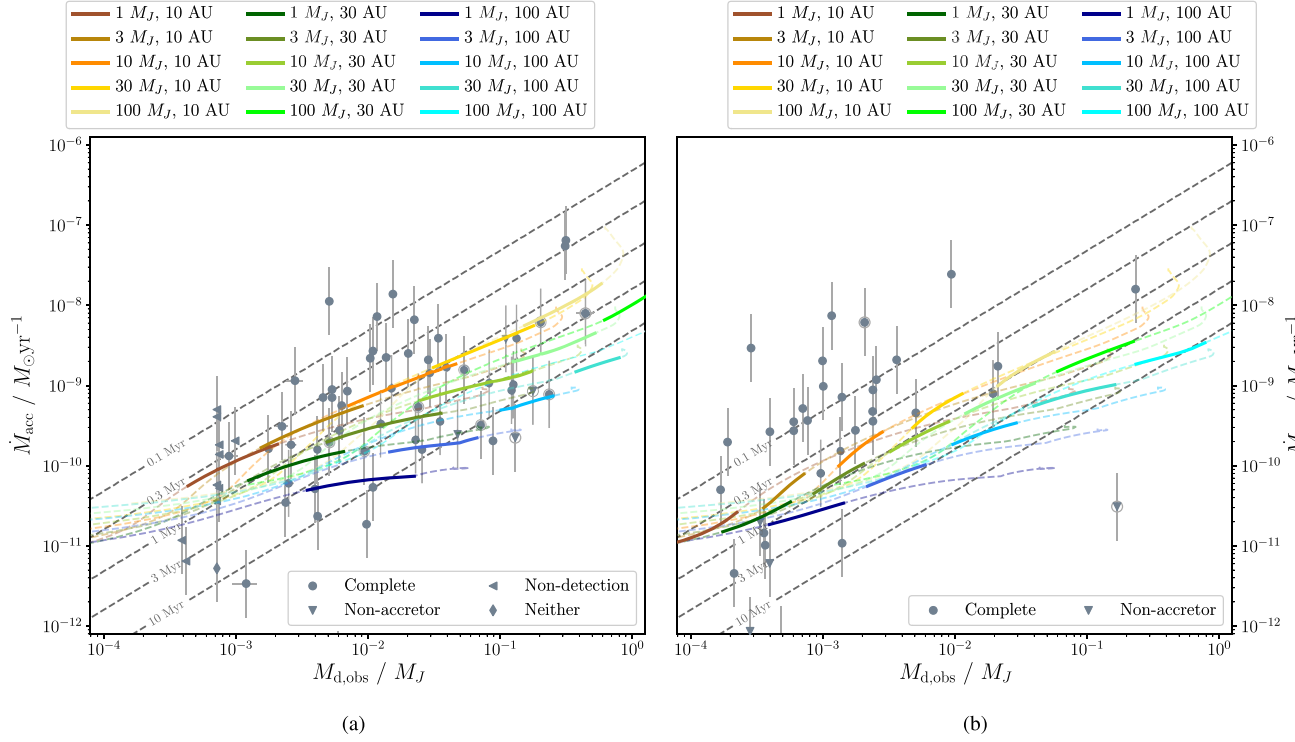 1 M_J, 10 AU 1 M_J, 30 AU 1 M_J, 100 AU
3 M_J, 10 AU 3 M_J, 30 AU 3 M_J, 100 AU
10 M_J, 10 AU 10 M_J, 30 AU 10 M_J, 100 AU
30 M_J, 10 AU 30 M_J, 30 AU 30 M_J, 100 AU
100 M_J, 10 AU 100 M_J, 30 AU 100 M_J, 100 AU
10^{-6}
10^{-7}
10^{-8}
10^{-9}
10^{-10}
10^{-11}
10^{-12}
Ṁ_acc / M_⊙yr^{-1}
0.1 Myr
0.3 Myr
1 Myr
3 Myr
10 Myr
Complete Non-detection
Non-accretor Neither
10^{-4} 10^{-3} 10^{-2} 10^{-1} 10^{0}
M_{d,obs} / M_J
(a)
1 M_J, 10 AU 1 M_J, 30 AU 1 M_J, 100 AU
3 M_J, 10 AU 3 M_J, 30 AU 3 M_J, 100 AU
10 M_J, 10 AU 10 M_J, 30 AU 10 M_J, 100 AU
30 M_J, 10 AU 30 M_J, 30 AU 30 M_J, 100 AU
100 M_J, 10 AU 100 M_J, 30 AU 100 M_J, 100 AU
0.1 Myr
0.3 Myr
1 Myr
3 Myr
10 Myr
Complete Non-accretor
10^{-6}
10^{-7}
10^{-8}
10^{-9}
10^{-10}
10^{-11}
10^{-12}
10^{-4} 10^{-3} 10^{-2} 10^{-1} 10^{0}
M_{d,obs} / M_J
(b)